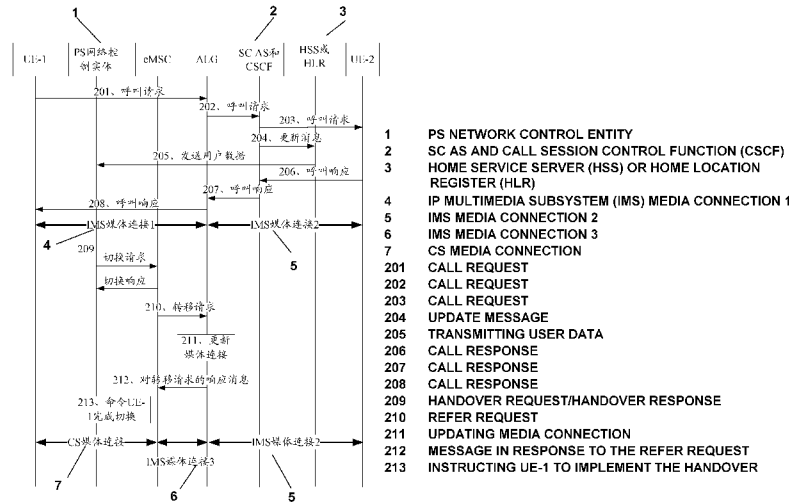 1
2
3
UE-1
PS网络控
制实体
eMSC
ALG
SC AS和
CSCF
HSS或
HLR
UE-2
201、呼叫请求
202、呼叫请求
203、呼叫请求
204、更新消息
205、发送用户数据
206、呼叫响应
207、呼叫响应
208、呼叫响应
IMS媒体连接1
IMS媒体连接2
4
5
209
切换请求
切换响应
210、转移请求
211、更新
媒体连接
212、对转移请求的响应消息
213、命令UE-
1完成切换
CS媒体连接
IMS媒体连接2
IMS媒体连接3
7
6
5
1 PS NETWORK CONTROL ENTITY
2 SC AS AND CALL SESSION CONTROL FUNCTION (CSCF)
3 HOME SERVICE SERVER (HSS) OR HOME LOCATION
REGISTER (HLR)
4 IP MULTIMEDIA SUBSYSTEM (IMS) MEDIA CONNECTION 1
5 IMS MEDIA CONNECTION 2
6 IMS MEDIA CONNECTION 3
7 CS MEDIA CONNECTION
201 CALL REQUEST
202 CALL REQUEST
203 CALL REQUEST
204 UPDATE MESSAGE
205 TRANSMITTING USER DATA
206 CALL RESPONSE
207 CALL RESPONSE
208 CALL RESPONSE
209 HANDOVER REQUEST/HANDOVER RESPONSE
210 REFER REQUEST
211 UPDATING MEDIA CONNECTION
212 MESSAGE IN RESPONSE TO THE REFER REQUEST
213 INSTRUCTING UE-1 TO IMPLEMENT THE HANDOVER